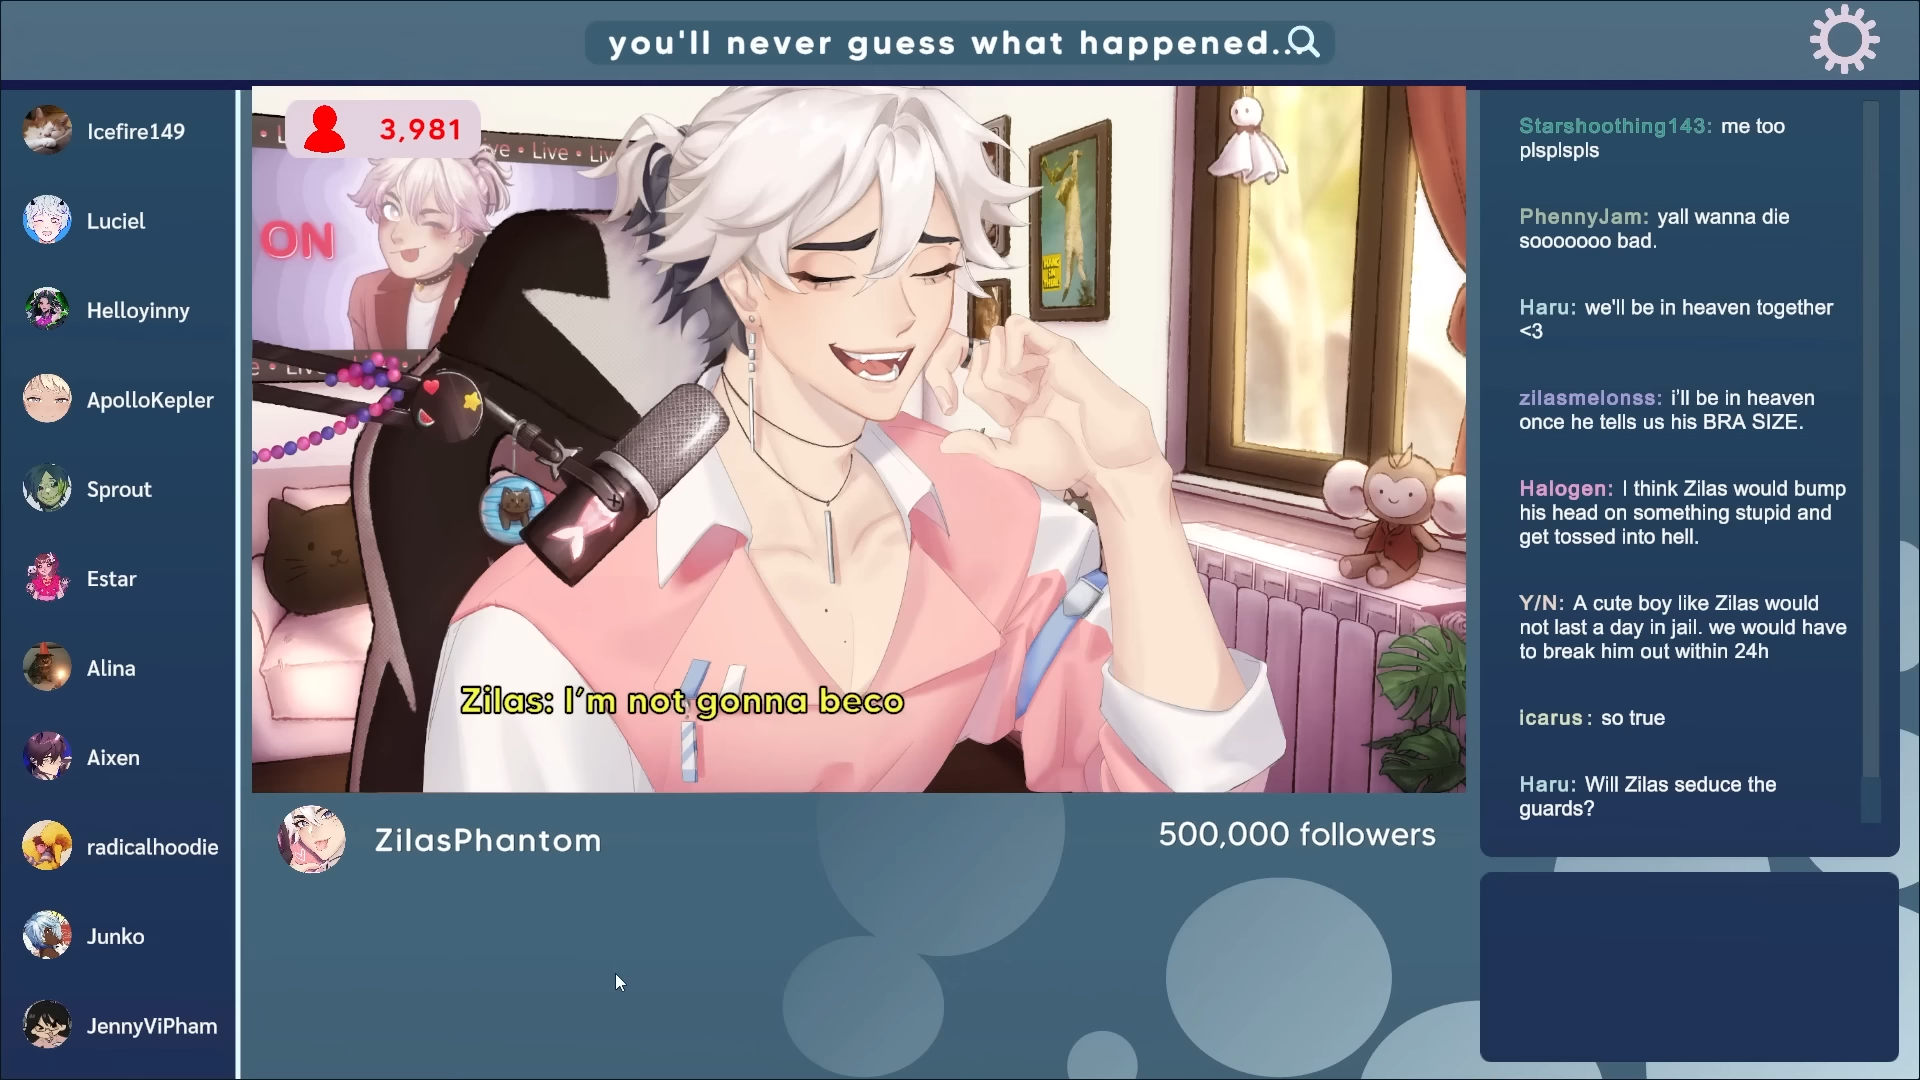 you'll never guess what happened..
Icefire149
Luciel
Helloyinny
ApolloKepler
Sprout
Estar
Alina
Aixen
radicalhoodie
Junko
JennyViPham
3,981
ve • Live • Liv
ON
HANG
Zilas: I'm not gonna beco
ZilasPhantom
500,000 followers
Starshoothing143: me too
plsplspls
PhennyJam: yall wanna die
sooooooo bad.
Haru: we'll be in heaven together
<3
zilasmelonss: i'll be in heaven
once he tells us his BRA SIZE.
Halogen: I think Zilas would bump
his head on something stupid and
get tossed into hell.
Y/N: A cute boy like Zilas would
not last a day in jail. we would have
to break him out within 24h
icarus: so true
Haru: Will Zilas seduce the
guards?